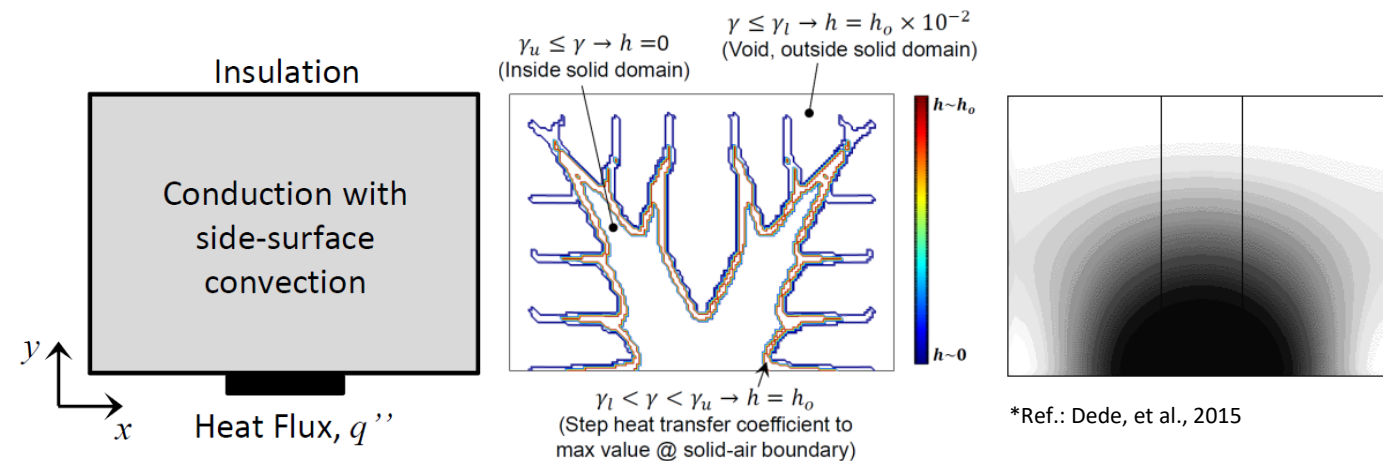 Insulation
Conduction with
side-surface
convection
y
x
Heat Flux, q’’
γᵤ ≤ γ → h =0
(Inside solid domain)
γₗ < γ < γᵤ → h = hₒ
(Step heat transfer coefficient to
max value @ solid-air boundary)
γ ≤ γₗ → h = hₒ × 10⁻²
(Void, outside solid domain)
h~hₒ
h~0
*Ref.: Dede, et al., 2015